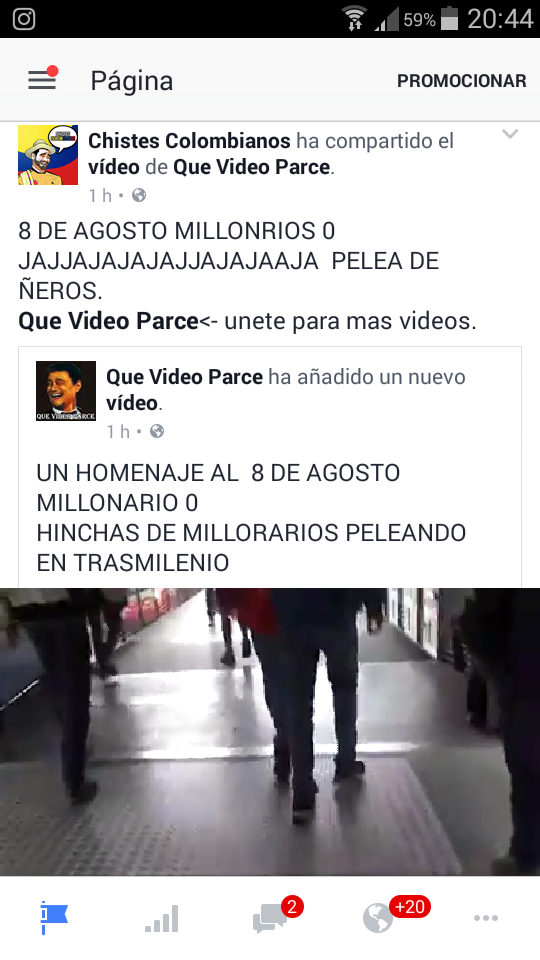 59% 20:44
Página PROMOCIONAR
Chistes Colombianos ha compartido el
vídeo de Que Video Parce.
1 h •
8 DE AGOSTO MILLONRIOS 0
JAJJAJAJAJAJJAJAJAAJA PELEA DE
ÑEROS.
Que Video Parce<- unete para mas videos.
Que Video Parce ha añadido un nuevo
vídeo.
1 h •
QUE VIDEO PARCE
UN HOMENAJE AL 8 DE AGOSTO
MILLONARIO 0
HINCHAS DE MILLORARIOS PELEANDO
EN TRASMILENIO
2 +20